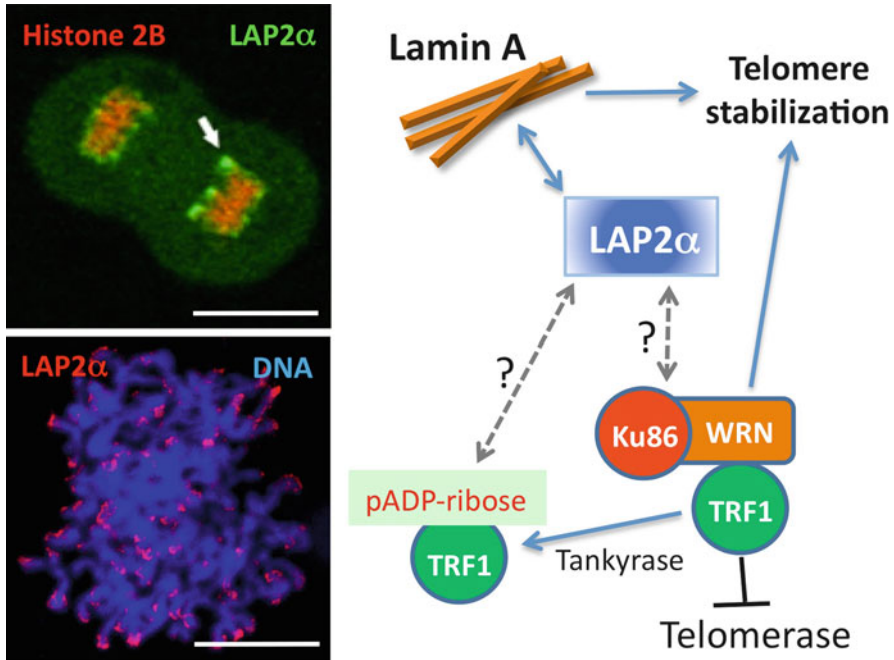 Histone 2B LAP2α
LAP2α DNA
Lamin A
Telomere
stabilization
LAP2α
?
?
Ku86 WRN
pADP-ribose
TRF1
TRF1
Tankyrase
Telomerase